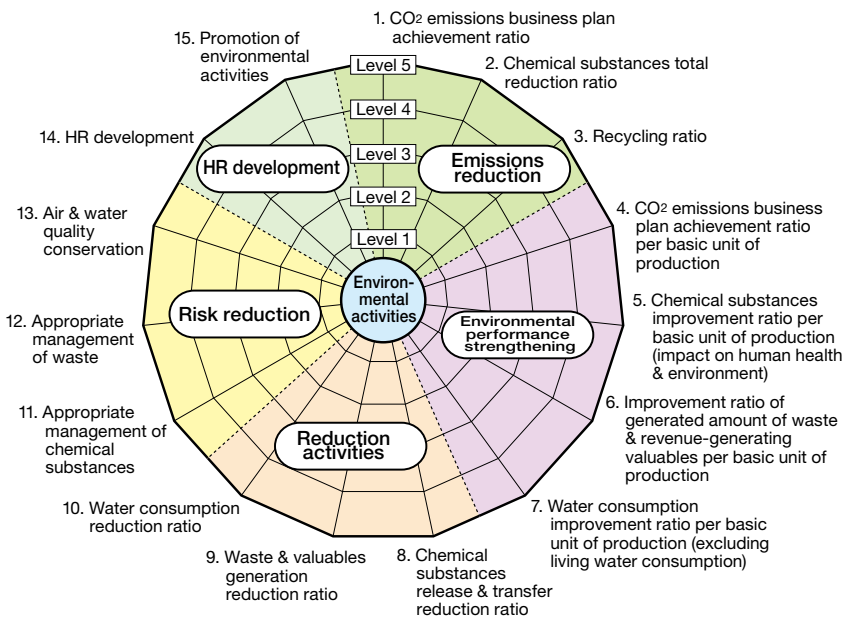 1. CO2 emissions business plan
achievement ratio
2. Chemical substances total
reduction ratio
3. Recycling ratio
4. CO2 emissions business
plan achievement ratio
per basic unit of
production
5. Chemical substances
improvement ratio per
basic unit of production
(impact on human health
& environment)
6. Improvement ratio of
generated amount of waste
& revenue-generating
valuables per basic unit of
production
7. Water consumption
improvement ratio per basic
unit of production (excluding
living water consumption)
8. Chemical
substances
release & transfer
reduction ratio
9. Waste & valuables
generation
reduction ratio
10. Water consumption
reduction ratio
11. Appropriate
management of
chemical
substances
12. Appropriate
management
of waste
13. Air & water
quality
conservation
14. HR development
15. Promotion of
environmental
activities
Level 5
Level 4
Level 3
Level 2
Level 1
HR development
Emissions
reduction
Environ-
mental
activities
Risk reduction
Environmental
performance
strengthening
Reduction
activities